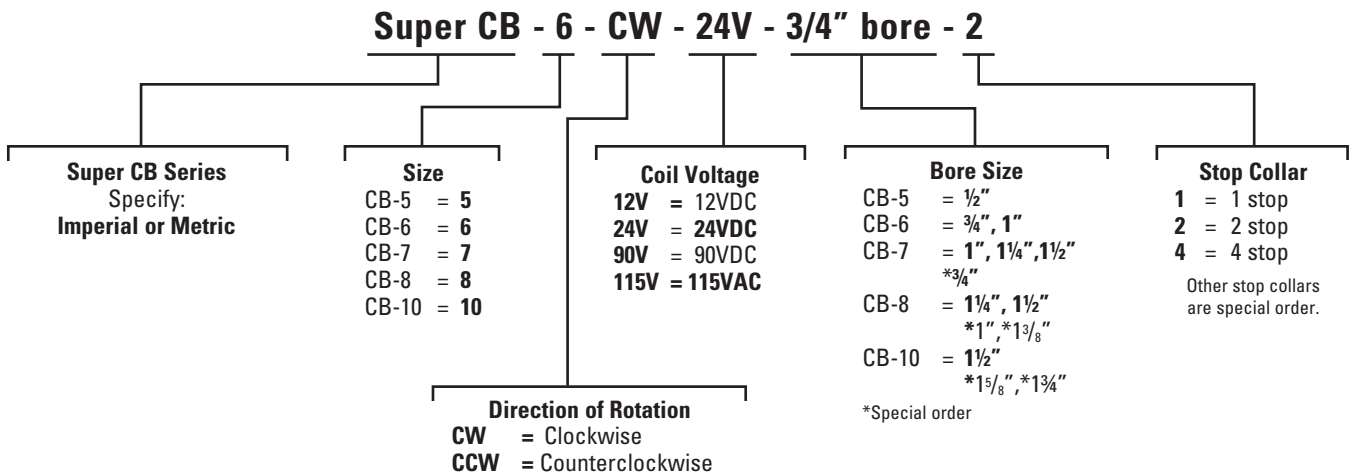 Super CB - 6 - CW - 24V - 3/4" bore - 2
Super CB Series
Specify:
Imperial or Metric
Size
CB-5 = 5
CB-6 = 6
CB-7 = 7
CB-8 = 8
CB-10 = 10
Direction of Rotation
CW = Clockwise
CCW = Counterclockwise
Coil Voltage
12V = 12VDC
24V = 24VDC
90V = 90VDC
115V = 115VAC
Bore Size
CB-5 = ½"
CB-6 = ¾", 1"
CB-7 = 1", 1¼",1½"
*¾"
CB-8 = 1¼", 1½"
*1",*1³/₈"
CB-10 = 1½"
*1⁵/₈",*1¾"
*Special order
Stop Collar
1 = 1 stop
2 = 2 stop
4 = 4 stop
Other stop collars
are special order.